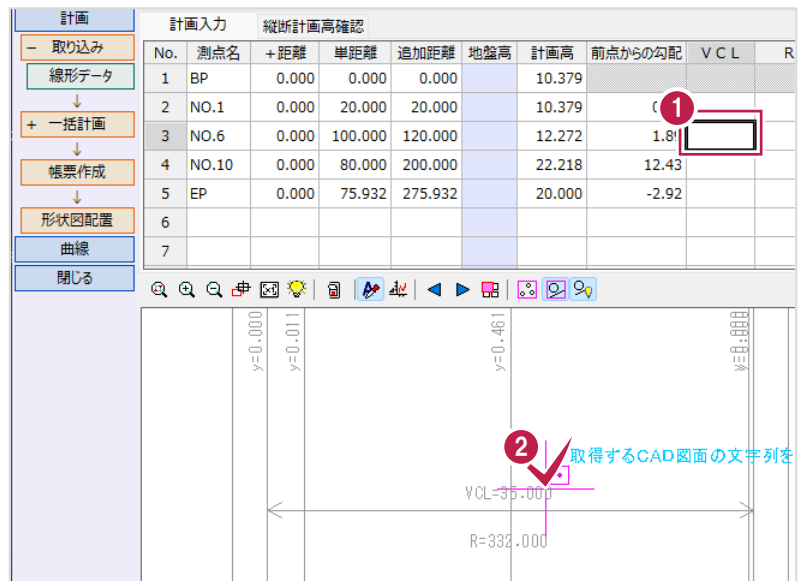 計画
− 取り込み
線形データ
↓
+ 一括計画
↓
帳票作成
↓
形状図配置
曲線
閉じる
計画入力 縦断計画高確認
No. 測点名 +距離 単距離 追加距離 地盤高 計画高 前点からの勾配 VCL R
1 BP 0.000 0.000 0.000 10.379
2 NO.1 0.000 20.000 20.000 10.379 0
1
3 NO.6 0.000 100.000 120.000 12.272 1.89
4 NO.10 0.000 80.000 200.000 22.218 12.43
5 EP 0.000 75.932 275.932 20.000 -2.92
6
7
y=0.000
y=0.011
y=0.461
2
取得するCAD図面の文字列を
VCL=35.000
R=332.000